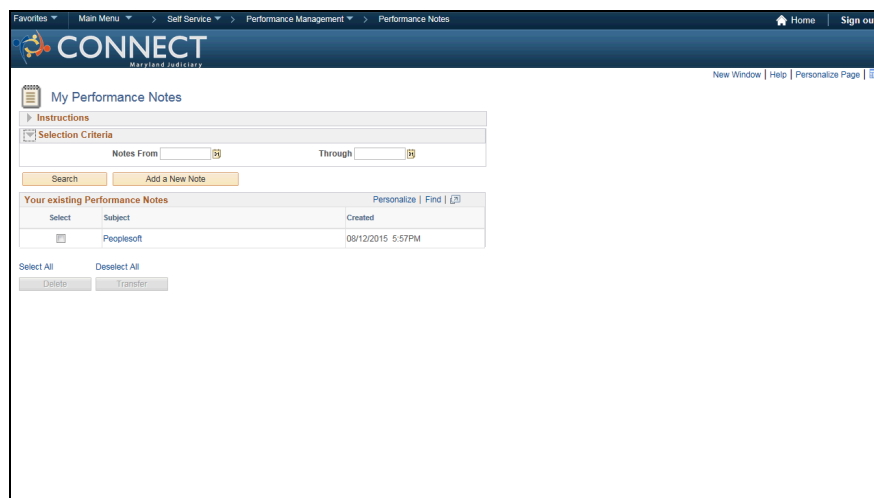 Favorites Main Menu > Self Service > Performance Management > Performance Notes Home Sign ou
CONNECT
Maryland Judiciary
New Window | Help | Personalize Page |
My Performance Notes
Instructions
Selection Criteria
Notes From Through
Search Add a New Note
Your existing Performance Notes Personalize | Find |
Select Subject Created
Peoplesoft 08/12/2015 5:57PM
Select All Deselect All
Delete Transfer